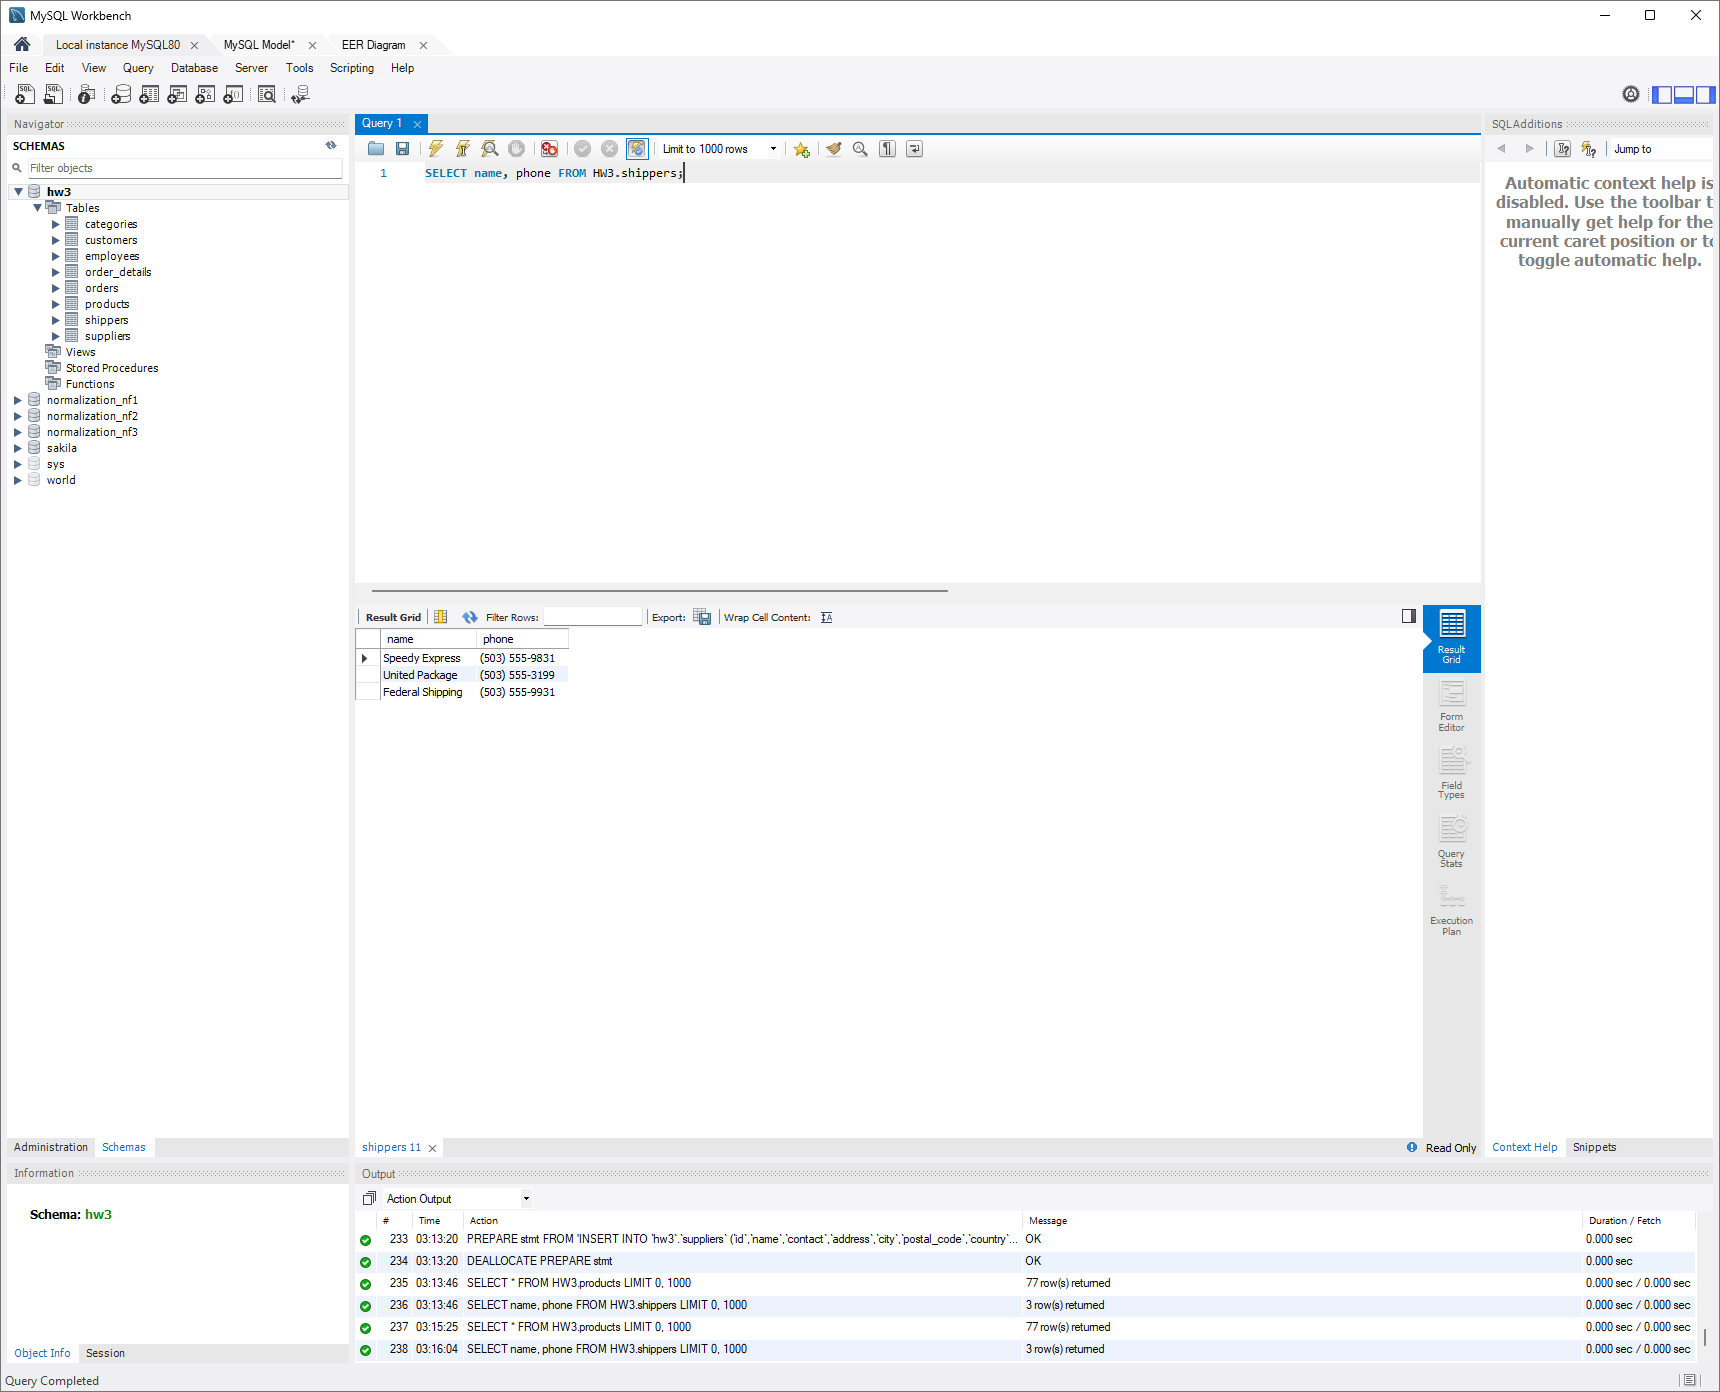 MySQL Workbench
Local instance MySQL80
MySQL Model*
EER Diagram
File Edit View Query Database Server Tools Scripting Help
Navigator
SCHEMAS
Filter objects
hw3
Tables
categories
customers
employees
order_details
orders
products
shippers
suppliers
Views
Stored Procedures
Functions
normalization_nf1
normalization_nf2
normalization_nf3
sakila
sys
world
Administration Schemas
Information
Schema: hw3
Object Info Session
Query Completed
Query 1
Limit to 1000 rows
1 SELECT name, phone FROM HW3.shippers;
Result Grid Filter Rows: Export: Wrap Cell Content:
name phone
Speedy Express (503) 555-9831
United Package (503) 555-3199
Federal Shipping (503) 555-9931
Result
Grid
Form
Editor
Field
Types
Query
Stats
Execution
Plan
shippers 11
Read Only
SQLAdditions
Jump to
Automatic context help is
disabled. Use the toolbar t
manually get help for the
current caret position or to
toggle automatic help.
Context Help Snippets
Output
Action Output
# Time Action Message Duration / Fetch
233 03:13:20 PREPARE stmt FROM 'INSERT INTO `hw3`.`suppliers` (`id`,`name`,`contact`,`address`,`city`,`postal_code`,`country`... OK 0.000 sec
234 03:13:20 DEALLOCATE PREPARE stmt OK 0.000 sec
235 03:13:46 SELECT * FROM HW3.products LIMIT 0, 1000 77 row(s) returned 0.000 sec / 0.000 sec
236 03:13:46 SELECT name, phone FROM HW3.shippers LIMIT 0, 1000 3 row(s) returned 0.000 sec / 0.000 sec
237 03:15:25 SELECT * FROM HW3.products LIMIT 0, 1000 77 row(s) returned 0.000 sec / 0.000 sec
238 03:16:04 SELECT name, phone FROM HW3.shippers LIMIT 0, 1000 3 row(s) returned 0.000 sec / 0.000 sec